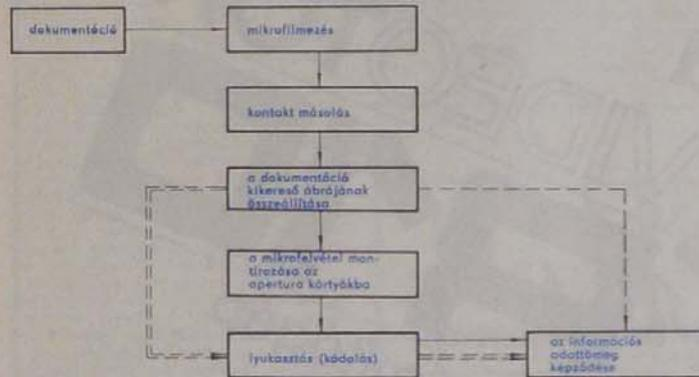 dokumentáció
mikrofilmezés
kontakt másolás
a dokumentáció
kikereső ábrájának
összeállítása
a mikrofelvétel mon-
tirozása az
apertura kártyákba
lyukasztás (kódolás)
az információs
adattömeg
képződése